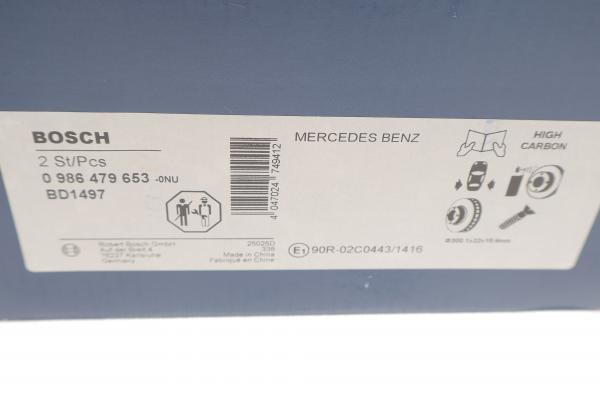 BOSCH
2 St/Pcs
0 986 479 653 -0NU
BD1497
4 047024 749412
MERCEDES BENZ
HIGH
CARBON
Robert Bosch GmbH
Auf der Breit 4
76227 Karlsruhe
Germany
25025D
338
Made in China
Fabriqué en Chine
E1 90R-02C0443/1416